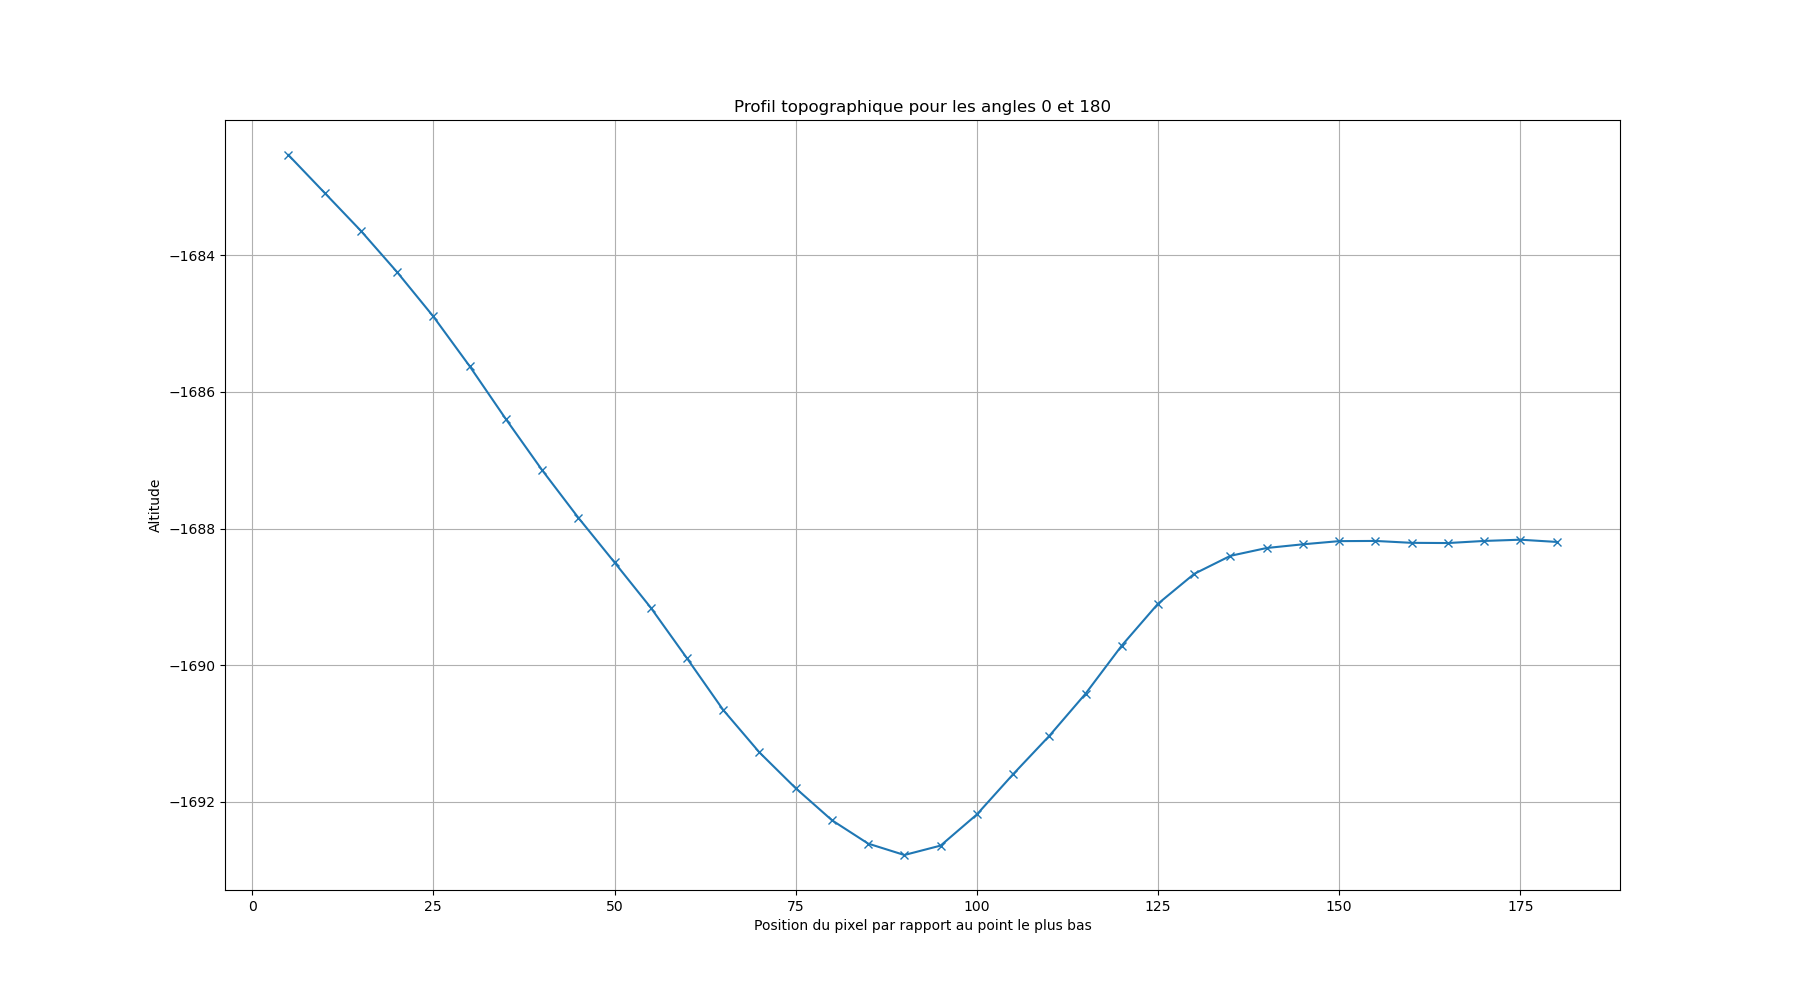 Profil topographique pour les angles 0 et 180
Altitude
−1684
−1686
−1688
−1690
−1692
0 25 50 75 100 125 150 175
Position du pixel par rapport au point le plus bas